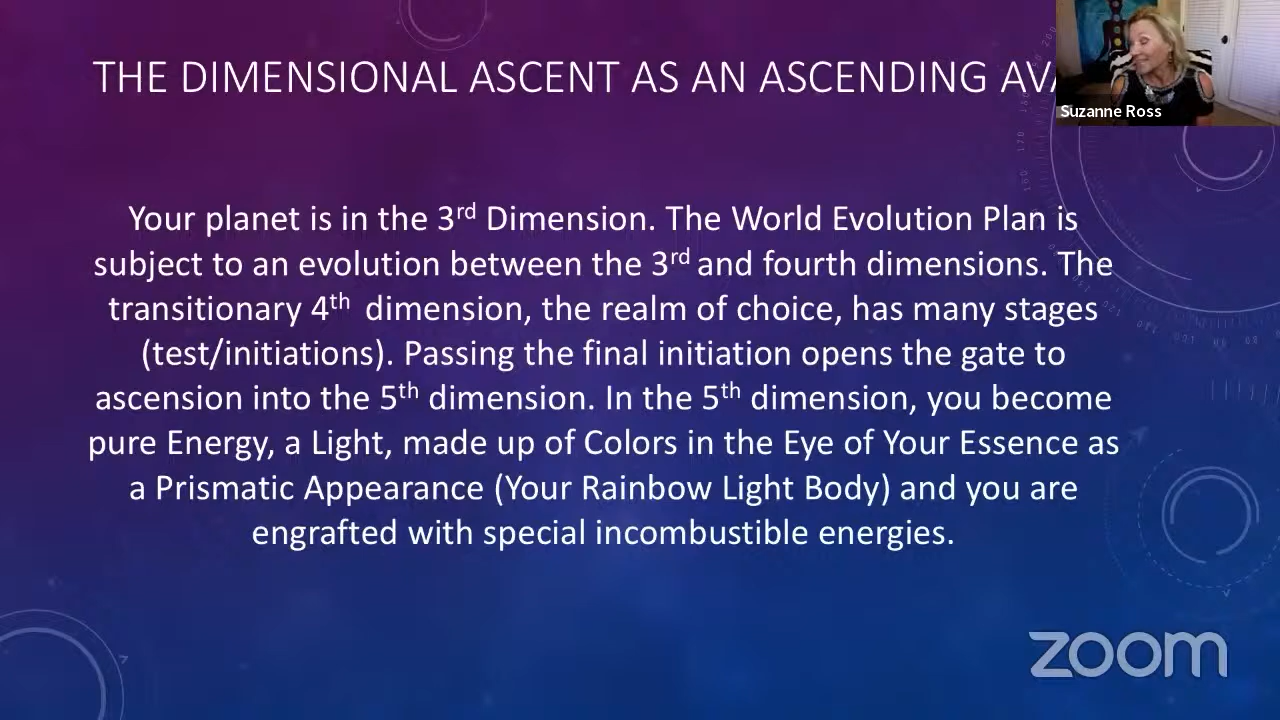 THE DIMENSIONAL ASCENT AS AN ASCENDING
Suzanne Ross
Your planet is in the 3rd Dimension. The World Evolution Plan is
subject to an evolution between the 3rd and fourth dimensions. The
transitionary 4th dimension, the realm of choice, has many stages
(test/initiations). Passing the final initiation opens the gate to
ascension into the 5th dimension. In the 5th dimension, you become
pure Energy, a Light, made up of Colors in the Eye of Your Essence as
a Prismatic Appearance (Your Rainbow Light Body) and you are
engrafted with special incombustible energies.
zoom